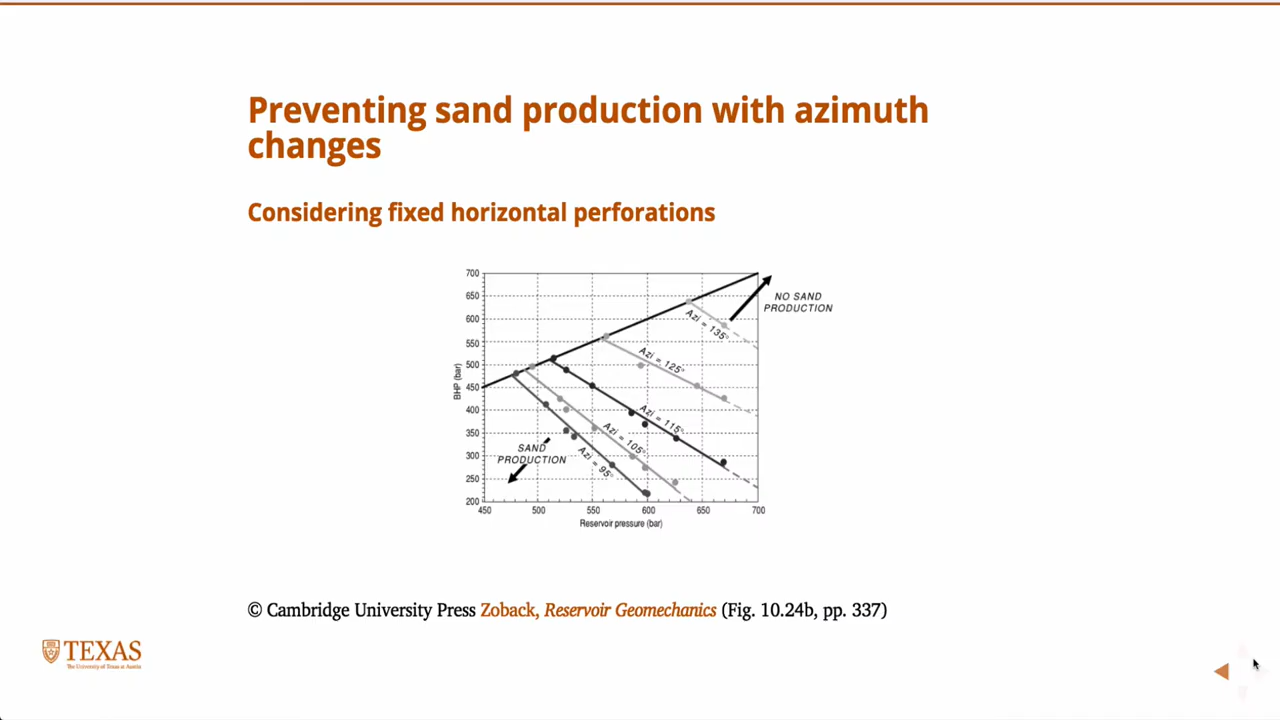 Preventing sand production with azimuth
changes
Considering fixed horizontal perforations
700
650
600
550
500
450
400
350
300
250
200
BHP (bar)
450
500
550
600
650
700
Reservoir pressure (bar)
NO SAND
PRODUCTION
Azi = 135°
Azi = 125°
Azi = 115°
Azi = 105°
Azi = 95°
SAND
PRODUCTION
© Cambridge University Press Zoback, Reservoir Geomechanics (Fig. 10.24b, pp. 337)
TEXAS
The University of Texas at Austin